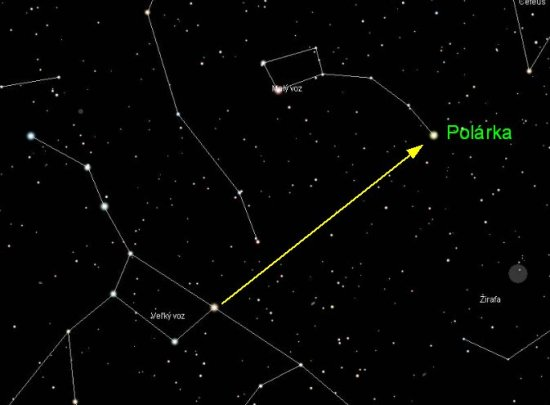 Cefeus
Malý voz
Polárka
Žirafa
Veľký voz